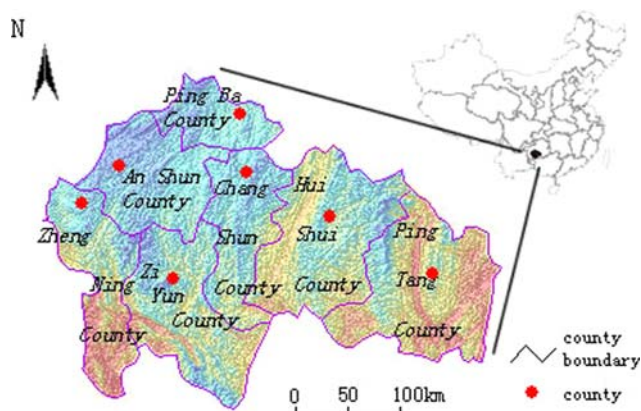 N
Ping Ba
County
An Shun
County
Chang
Shun
County
Hui
Shui
County
Ping
Tang
County
Zheng
Ning
County
Zi
Yun
County
0 50 100km
county
boundary
county